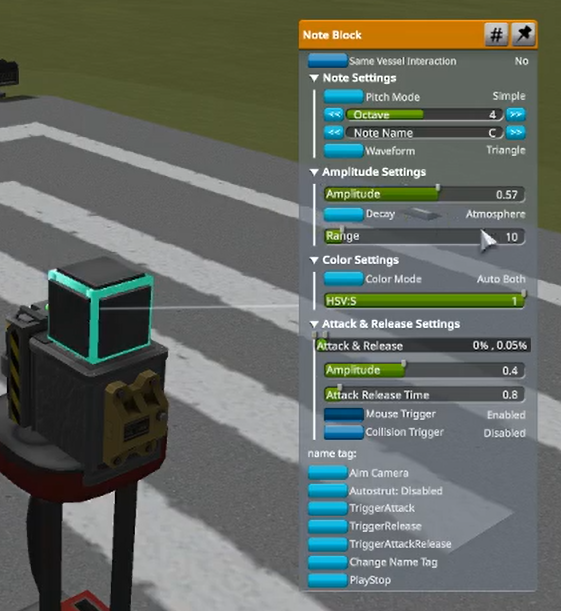 Note Block #
Same Vessel Interaction No
Note Settings
Pitch Mode Simple
<< Octave 4 >>
<< Note Name C >>
Waveform Triangle
Amplitude Settings
Amplitude 0.57
Decay Atmosphere
Range 10
Color Settings
Color Mode Auto Both
HSV:S 1
Attack & Release Settings
Attack & Release 0% , 0.05%
Amplitude 0.4
Attack Release Time 0.8
Mouse Trigger Enabled
Collision Trigger Disabled
name tag:
Aim Camera
Autostrut: Disabled
TriggerAttack
TriggerRelease
TriggerAttackRelease
Change Name Tag
PlayStop